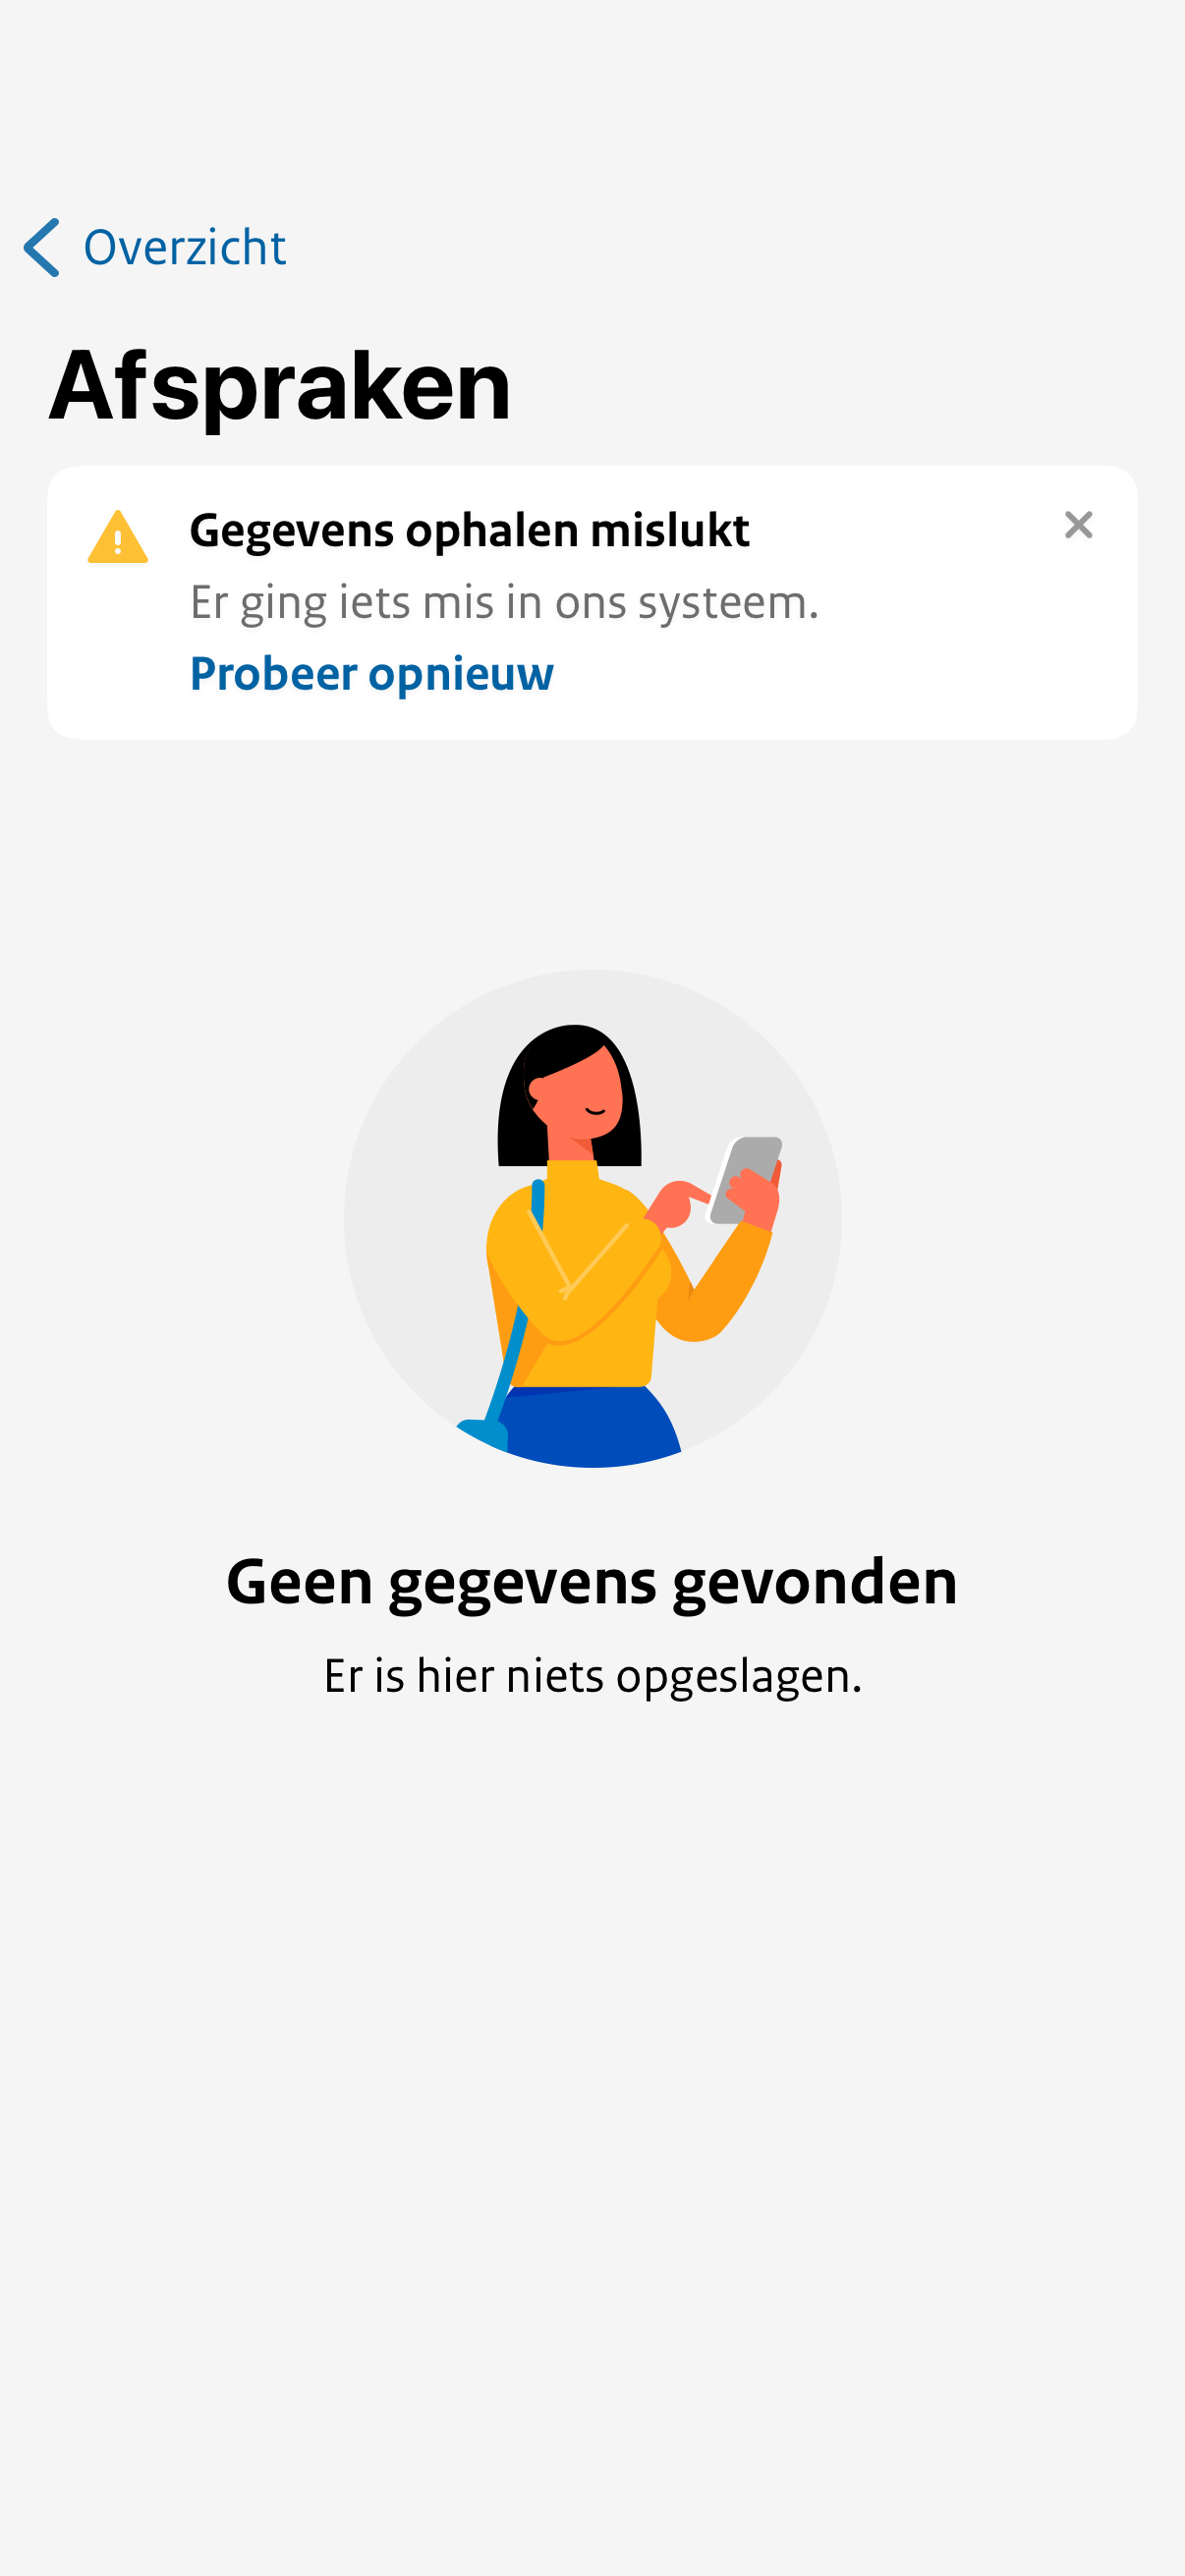 Overzicht
Afspraken
Gegevens ophalen mislukt
Er ging iets mis in ons systeem.
Probeer opnieuw
Geen gegevens gevonden
Er is hier niets opgeslagen.